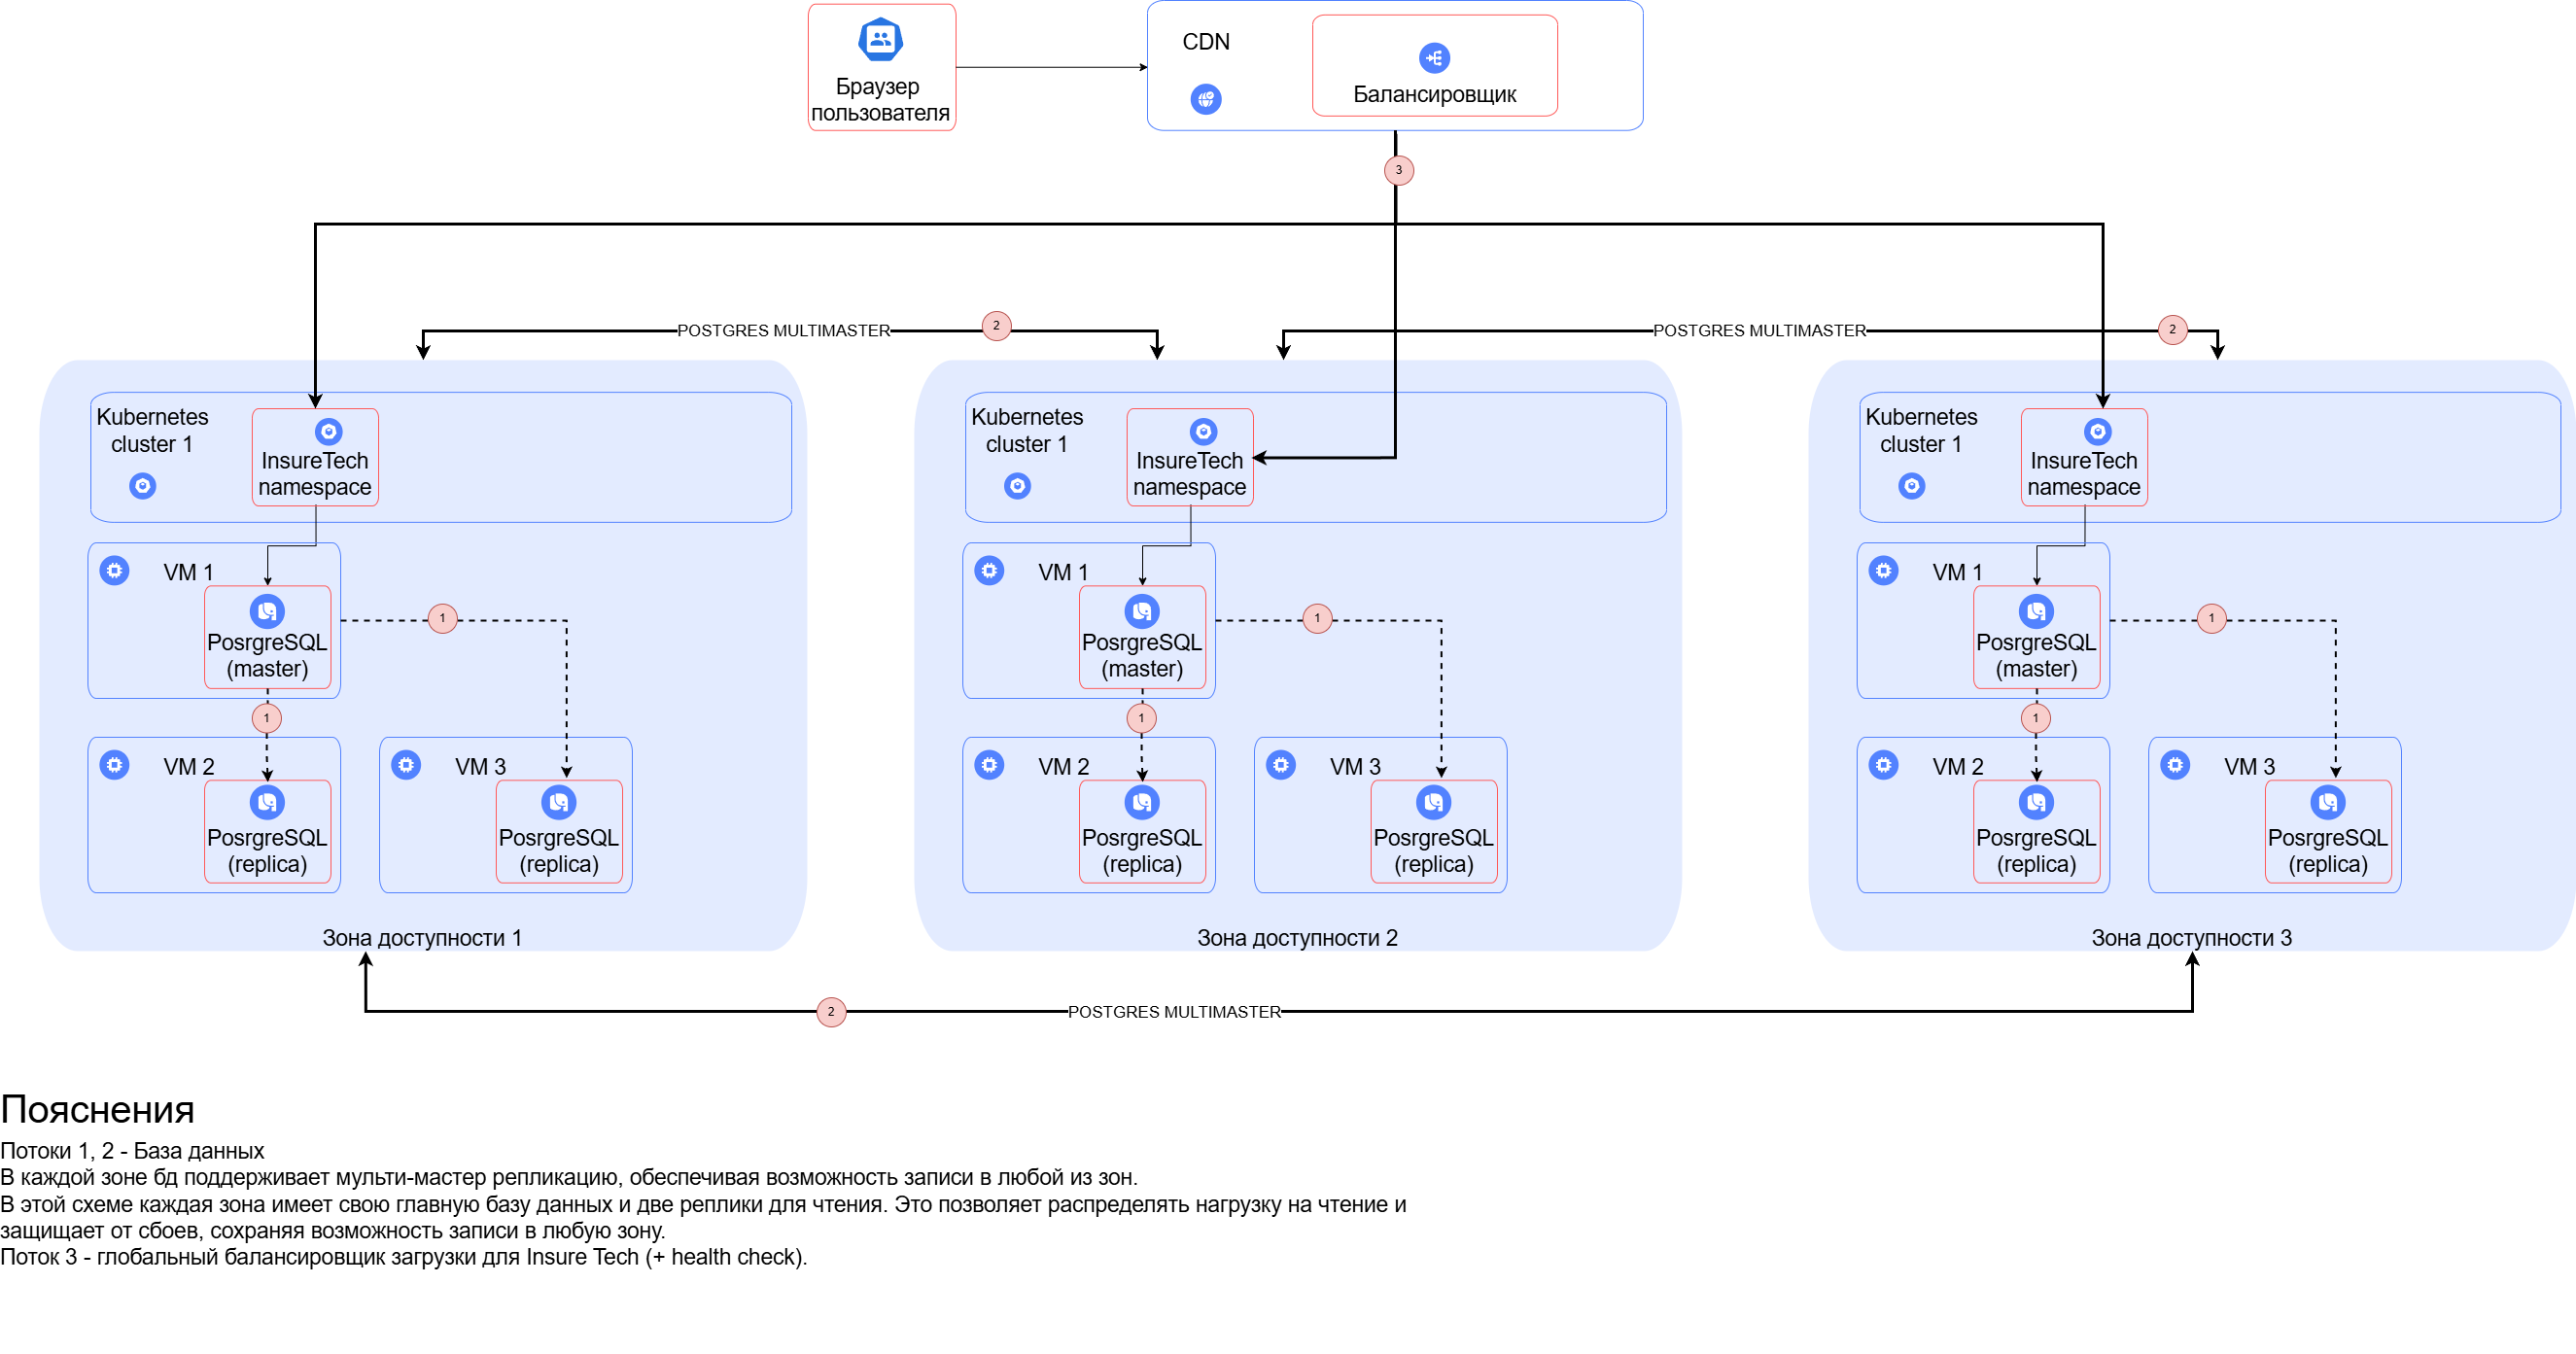 Браузер
пользователя
CDN
Балансировщик
3
POSTGRES MULTIMASTER
2
POSTGRES MULTIMASTER
2
Kubernetes
cluster 1
InsureTech
namespace
VM 1
PosrgreSQL
(master)
1
1
VM 2
PosrgreSQL
(replica)
VM 3
PosrgreSQL
(replica)
Зона доступности 1
Kubernetes
cluster 1
InsureTech
namespace
VM 1
PosrgreSQL
(master)
1
1
VM 2
PosrgreSQL
(replica)
VM 3
PosrgreSQL
(replica)
Зона доступности 2
Kubernetes
cluster 1
InsureTech
namespace
VM 1
PosrgreSQL
(master)
1
1
VM 2
PosrgreSQL
(replica)
VM 3
PosrgreSQL
(replica)
Зона доступности 3
2
POSTGRES MULTIMASTER
Пояснения
Потоки 1, 2 - База данных
В каждой зоне бд поддерживает мульти-мастер репликацию, обеспечивая возможность записи в любой из зон.
В этой схеме каждая зона имеет свою главную базу данных и две реплики для чтения. Это позволяет распределять нагрузку на чтение и
защищает от сбоев, сохраняя возможность записи в любую зону.
Поток 3 - глобальный балансировщик загрузки для Insure Tech (+ health check).